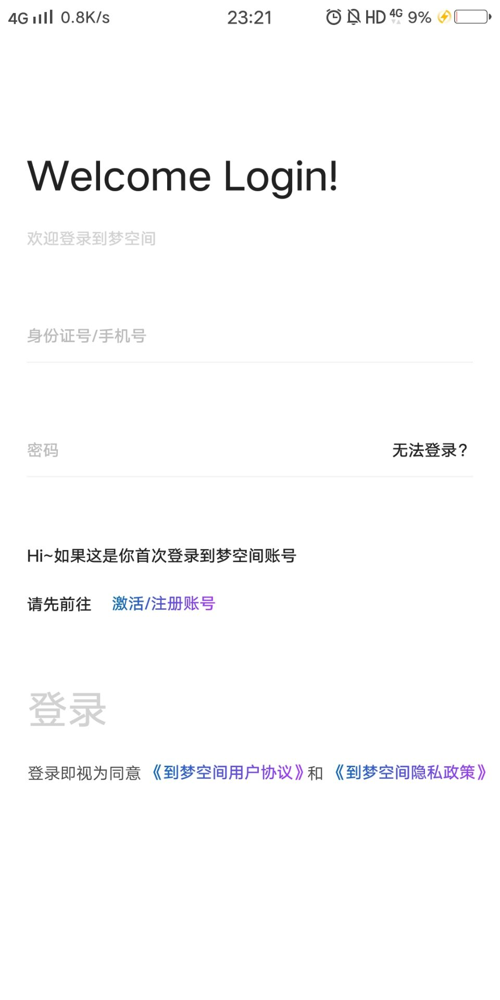 4G 0.8K/s 23:21 HD 4G 9%
Welcome Login!
欢迎登录到梦空间
身份证号/手机号
密码 无法登录?
Hi~如果这是你首次登录到梦空间账号
请先前往 激活/注册账号
登录
登录即视为同意《到梦空间用户协议》和《到梦空间隐私政策》